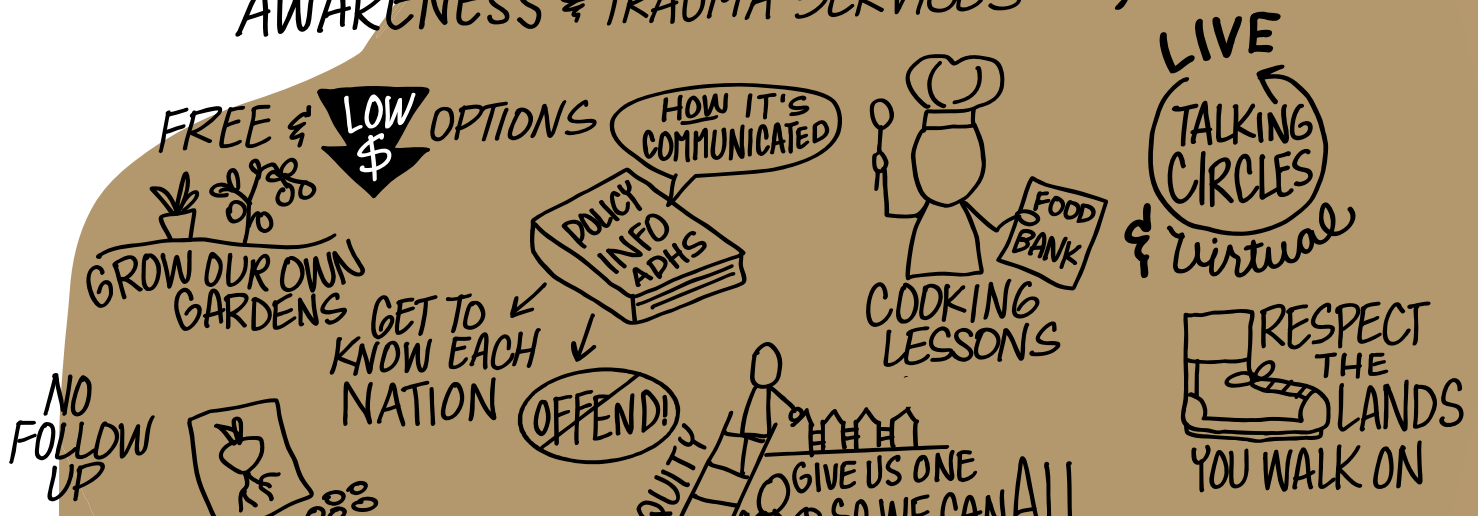 AWARENESS & TRAUMA SERVICES
FREE & LOW $ OPTIONS
HOW IT'S
COMMUNICATED
LIVE
TALKING
CIRCLES
& Virtual
POLICY
INFO
ADHS
FOOD
BANK
GROW OUR OWN
GARDENS
GET TO
KNOW EACH
NATION
OFFEND!
COOKING
LESSONS
RESPECT
THE
LANDS
YOU WALK ON
NO
FOLLOW
UP
GIVE US ONE
SO WE CAN ALL